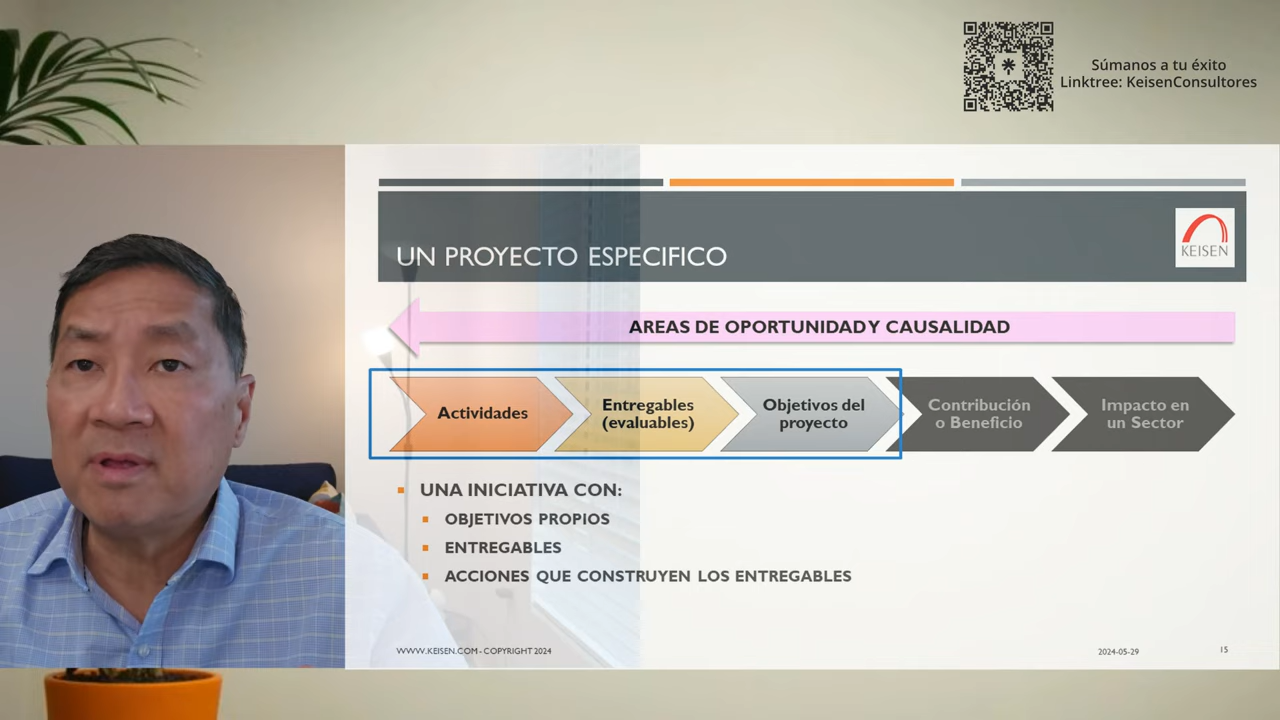 Súmanos a tu éxito
Linktree: KeisenConsultores
UN PROYECTO ESPECIFICO
KEISEN
AREAS DE OPORTUNIDAD Y CAUSALIDAD
Actividades
Entregables
(evaluables)
Objetivos del
proyecto
Contribución
o Beneficio
Impacto en
un Sector
UNA INICIATIVA CON:
OBJETIVOS PROPIOS
ENTREGABLES
ACCIONES QUE CONSTRUYEN LOS ENTREGABLES
WWW.KEISEN.COM - COPYRIGHT 2024
2024-05-29
15